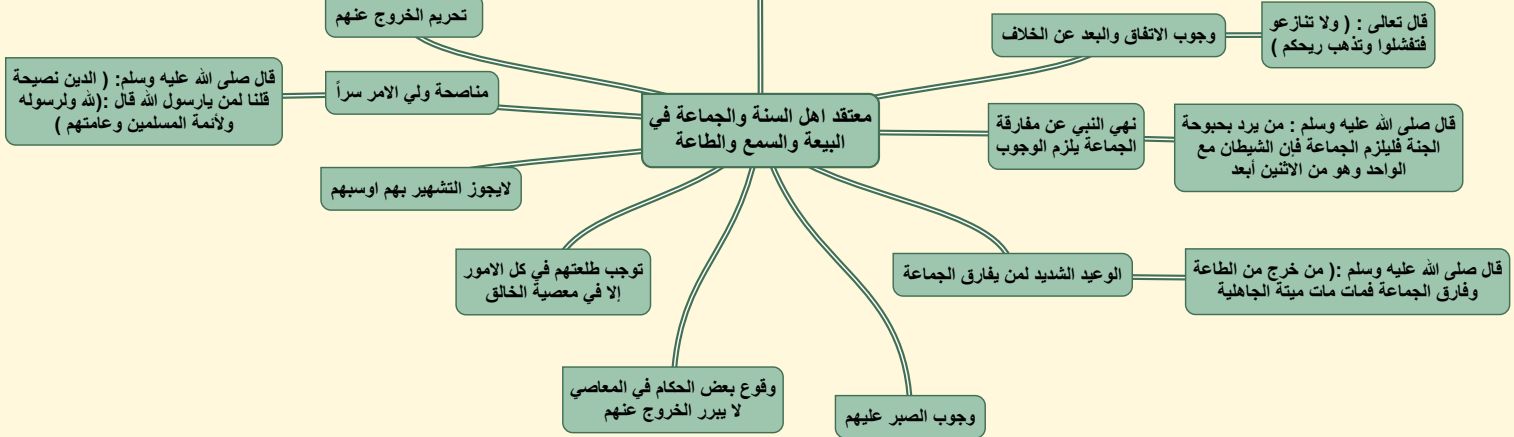 معتقد اهل السنة والجماعة في
البيعة والسمع والطاعة
وجوب الاتفاق والبعد عن الخلاف
قال تعالى : ( ولا تنازعو
فتفشلوا وتذهب ريحكم )
نهي النبي عن مفارقة
الجماعة يلزم الوجوب
قال صلى الله عليه وسلم : من يرد بحبوحة
الجنة فليلزم الجماعة فإن الشيطان مع
الواحد وهو من الاثنين أبعد
الوعيد الشديد لمن يفارق الجماعة
قال صلى الله عليه وسلم :( من خرج من الطاعة
وفارق الجماعة فمات مات ميتة الجاهلية
وجوب الصبر عليهم
وقوع بعض الحكام في المعاصي
لا يبرر الخروج عنهم
توجب طلعتهم في كل الامور
إلا في معصية الخالق
لايجوز التشهير بهم اوسبهم
مناصحة ولي الامر سراً
قال صلى الله عليه وسلم: ( الدين نصيحة
قلنا لمن يارسول الله قال :(لله ولرسوله
ولأئمة المسلمين وعامتهم )
تحريم الخروج عنهم